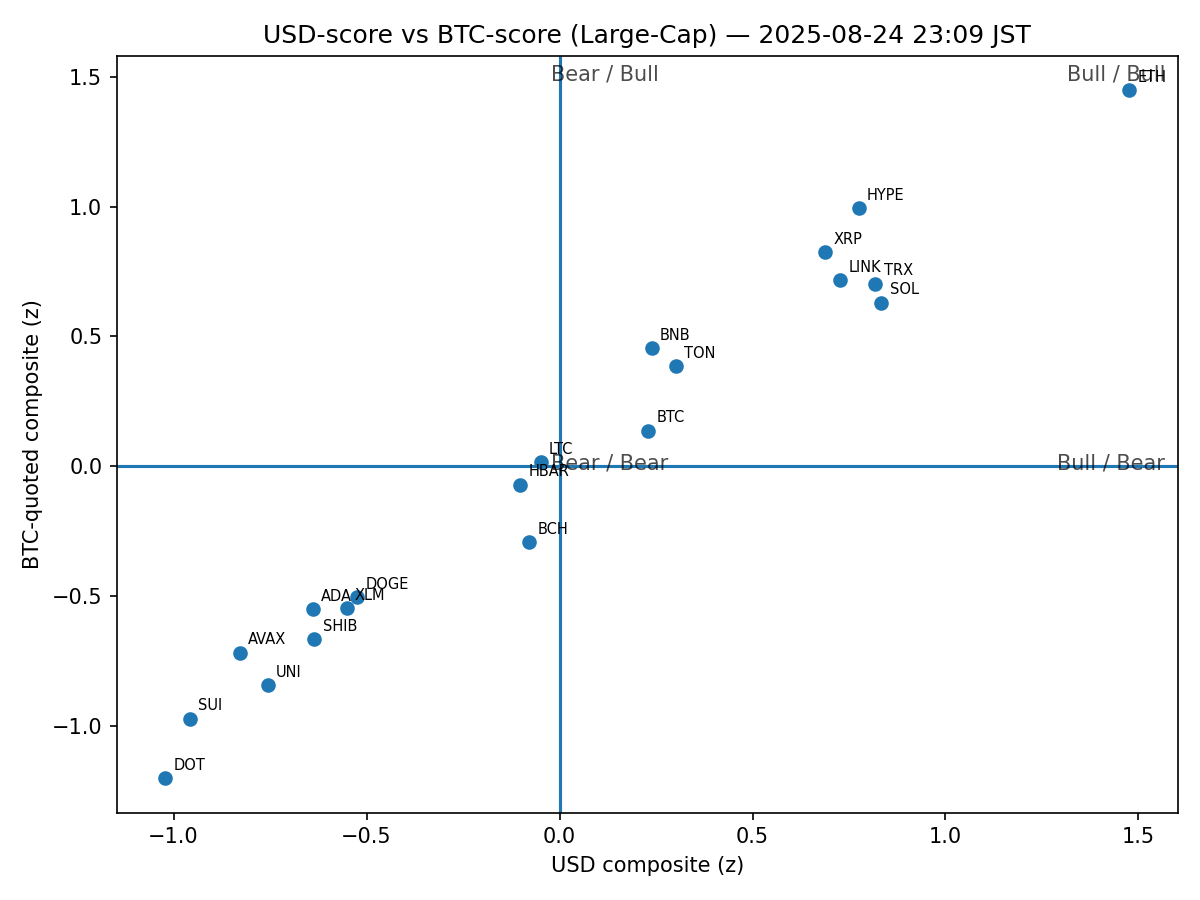 USD-score vs BTC-score (Large-Cap) — 2025-08-24 23:09 JST
Bear / Bull
Bull / Bull
ETH
1.5
HYPE
1.0
XRP
LINK
TRX
SOL
BNB
0.5
TON
BTC
LTC
Bear / Bear
Bull / Bear
0.0
HBAR
BCH
DOGE
ADA
XLM
−0.5
SHIB
AVAX
UNI
SUI
−1.0
DOT
BTC-quoted composite (z)
−1.0
−0.5
0.0
0.5
1.0
1.5
USD composite (z)